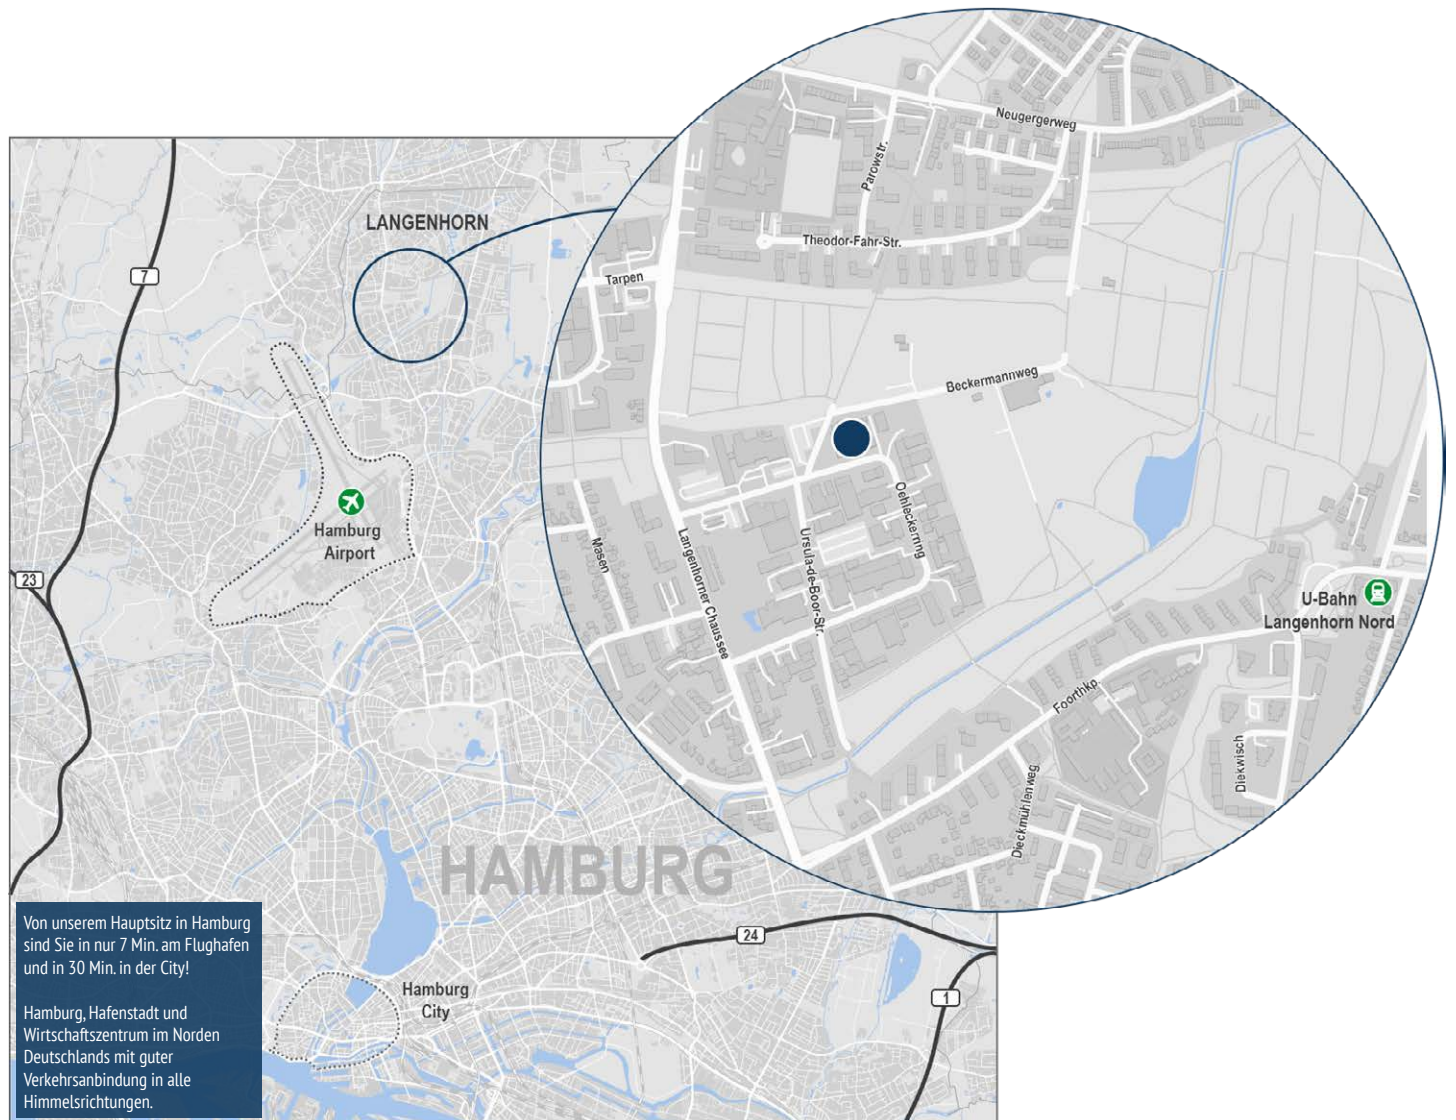 Neugergerweg
Parowstr.
Theodor-Fahr-Str.
LANGENHORN
7
Tarpen
Beckermannweg
Oehleckerring
Hamburg
Airport
Masen
Langenhorner Chaussee
Ursula-de-Boor-Str.
23
U-Bahn
Langenhorn Nord
Foorthkp.
Diekwisch
Dieckmühlenweg
HAMBURG
Von unserem Hauptsitz in Hamburg
sind Sie in nur 7 Min. am Flughafen
und in 30 Min. in der City!
Hamburg, Hafenstadt und
Wirtschaftszentrum im Norden
Deutschlands mit guter
Verkehrsanbindung in alle
Himmelsrichtungen.
24
Hamburg
City
1